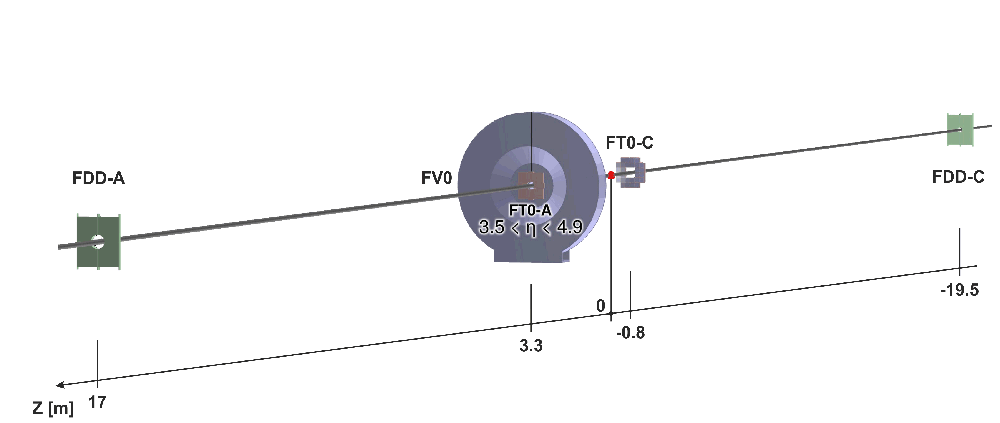 FT0-C
FDD-A
FV0
FDD-C
FT0-A
3.5 < η < 4.9
-19.5
0
-0.8
3.3
17
Z [m]